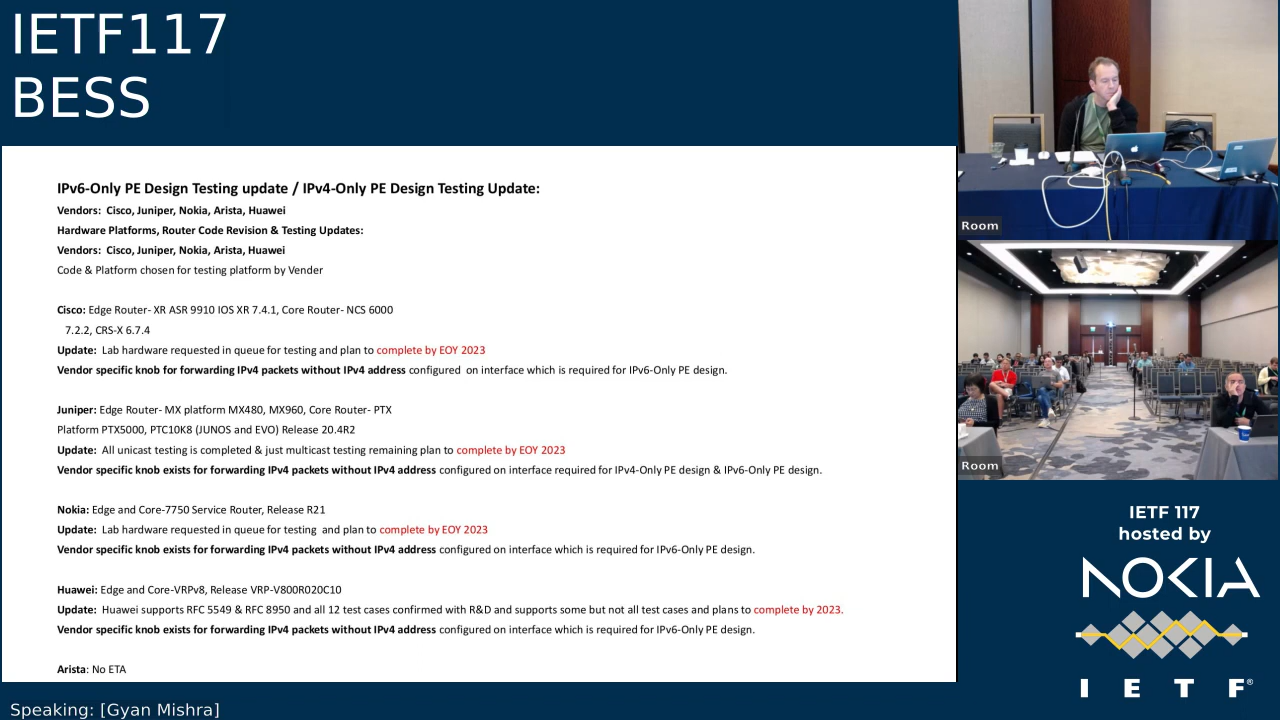 IETF117
BESS
IPv6-Only PE Design Testing update / IPv4-Only PE Design Testing Update:
Vendors: Cisco, Juniper, Nokia, Arista, Huawei
Hardware Platforms, Router Code Revision & Testing Updates:
Vendors: Cisco, Juniper, Nokia, Arista, Huawei
Code & Platform chosen for testing platform by Vender
Cisco: Edge Router- XR ASR 9910 IOS XR 7.4.1, Core Router- NCS 6000
7.2.2, CRS-X 6.7.4
Update: Lab hardware requested in queue for testing and plan to complete by EOY 2023
Vendor specific knob for forwarding IPv4 packets without IPv4 address configured on interface which is required for IPv6-Only PE design.
Juniper: Edge Router- MX platform MX480, MX960, Core Router- PTX
Platform PTX5000, PTC10K8 (JUNOS and EVO) Release 20.4R2
Update: All unicast testing is completed & just multicast testing remaining plan to complete by EOY 2023
Vendor specific knob exists for forwarding IPv4 packets without IPv4 address configured on interface required for IPv4-Only PE design & IPv6-Only PE design.
Nokia: Edge and Core-7750 Service Router, Release R21
Update: Lab hardware requested in queue for testing and plan to complete by EOY 2023
Vendor specific knob exists for forwarding IPv4 packets without IPv4 address configured on interface which is required for IPv6-Only PE design.
Huawei: Edge and Core-VRPv8, Release VRP-V800R020C10
Update: Huawei supports RFC 5549 & RFC 8950 and all 12 test cases confirmed with R&D and supports some but not all test cases and plans to complete by 2023.
Vendor specific knob exists for forwarding IPv4 packets without IPv4 address configured on interface which is required for IPv6-Only PE design.
Arista: No ETA
Speaking: [Gyan Mishra]
Room
Room
IETF 117
hosted by
NOKIA
I E T F®